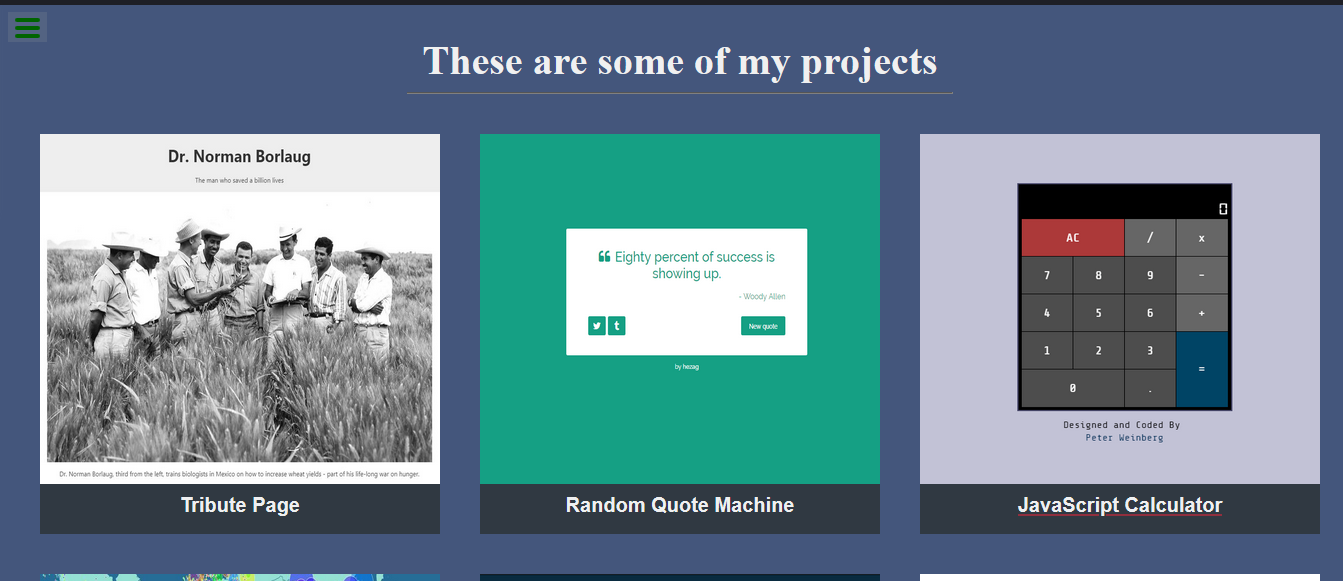 These are some of my projects
Dr. Norman Borlaug
The man who saved a billion lives
Dr. Norman Borlaug, third from the left, trains biologists in Mexico on how to increase wheat yields - part of his life-long war on hunger.
Tribute Page
Eighty percent of success is
showing up.
- Woody Allen
New quote
by hezag
Random Quote Machine
0
AC / x
7 8 9 -
4 5 6 +
1 2 3 =
0 .
Designed and Coded By
Peter Weinberg
JavaScript Calculator